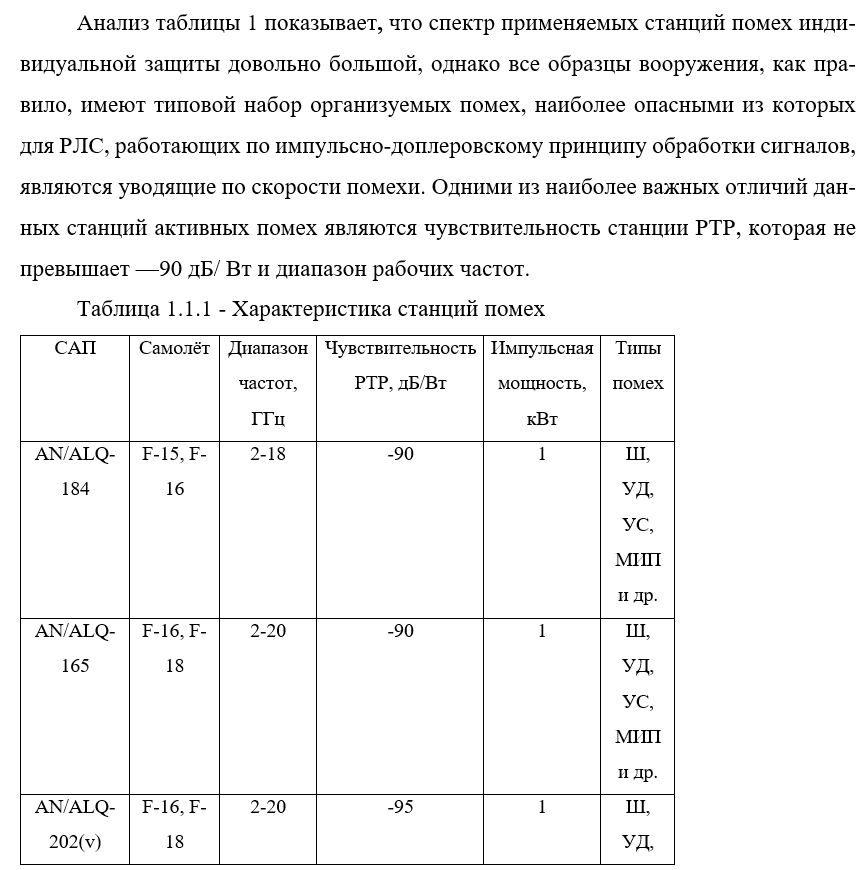 Анализ таблицы 1 показывает, что спектр применяемых станций помех инди-
видуальной защиты довольно большой, однако все образцы вооружения, как пра-
вило, имеют типовой набор организуемых помех, наиболее опасными из которых
для РЛС, работающих по импульсно-доплеровскому принципу обработки сигналов,
являются уводящие по скорости помехи. Одними из наиболее важных отличий дан-
ных станций активных помех являются чувствительность станции РТР, которая не
превышает —90 дБ/ Вт и диапазон рабочих частот.
Таблица 1.1.1 - Характеристика станций помех
САП Самолёт Диапазон Чувствительность Импульсная Типы
частот, РТР, дБ/Вт мощность, помех
ГГц кВт
AN/ALQ- F-15, F- 2-18 -90 1 Ш,
184 16 УД,
УС,
МИП
и др.
AN/ALQ- F-16, F- 2-20 -90 1 Ш,
165 18 УД,
УС,
МИП
и др.
AN/ALQ- F-16, F- 2-20 -95 1 Ш,
202(v) 18 УД,